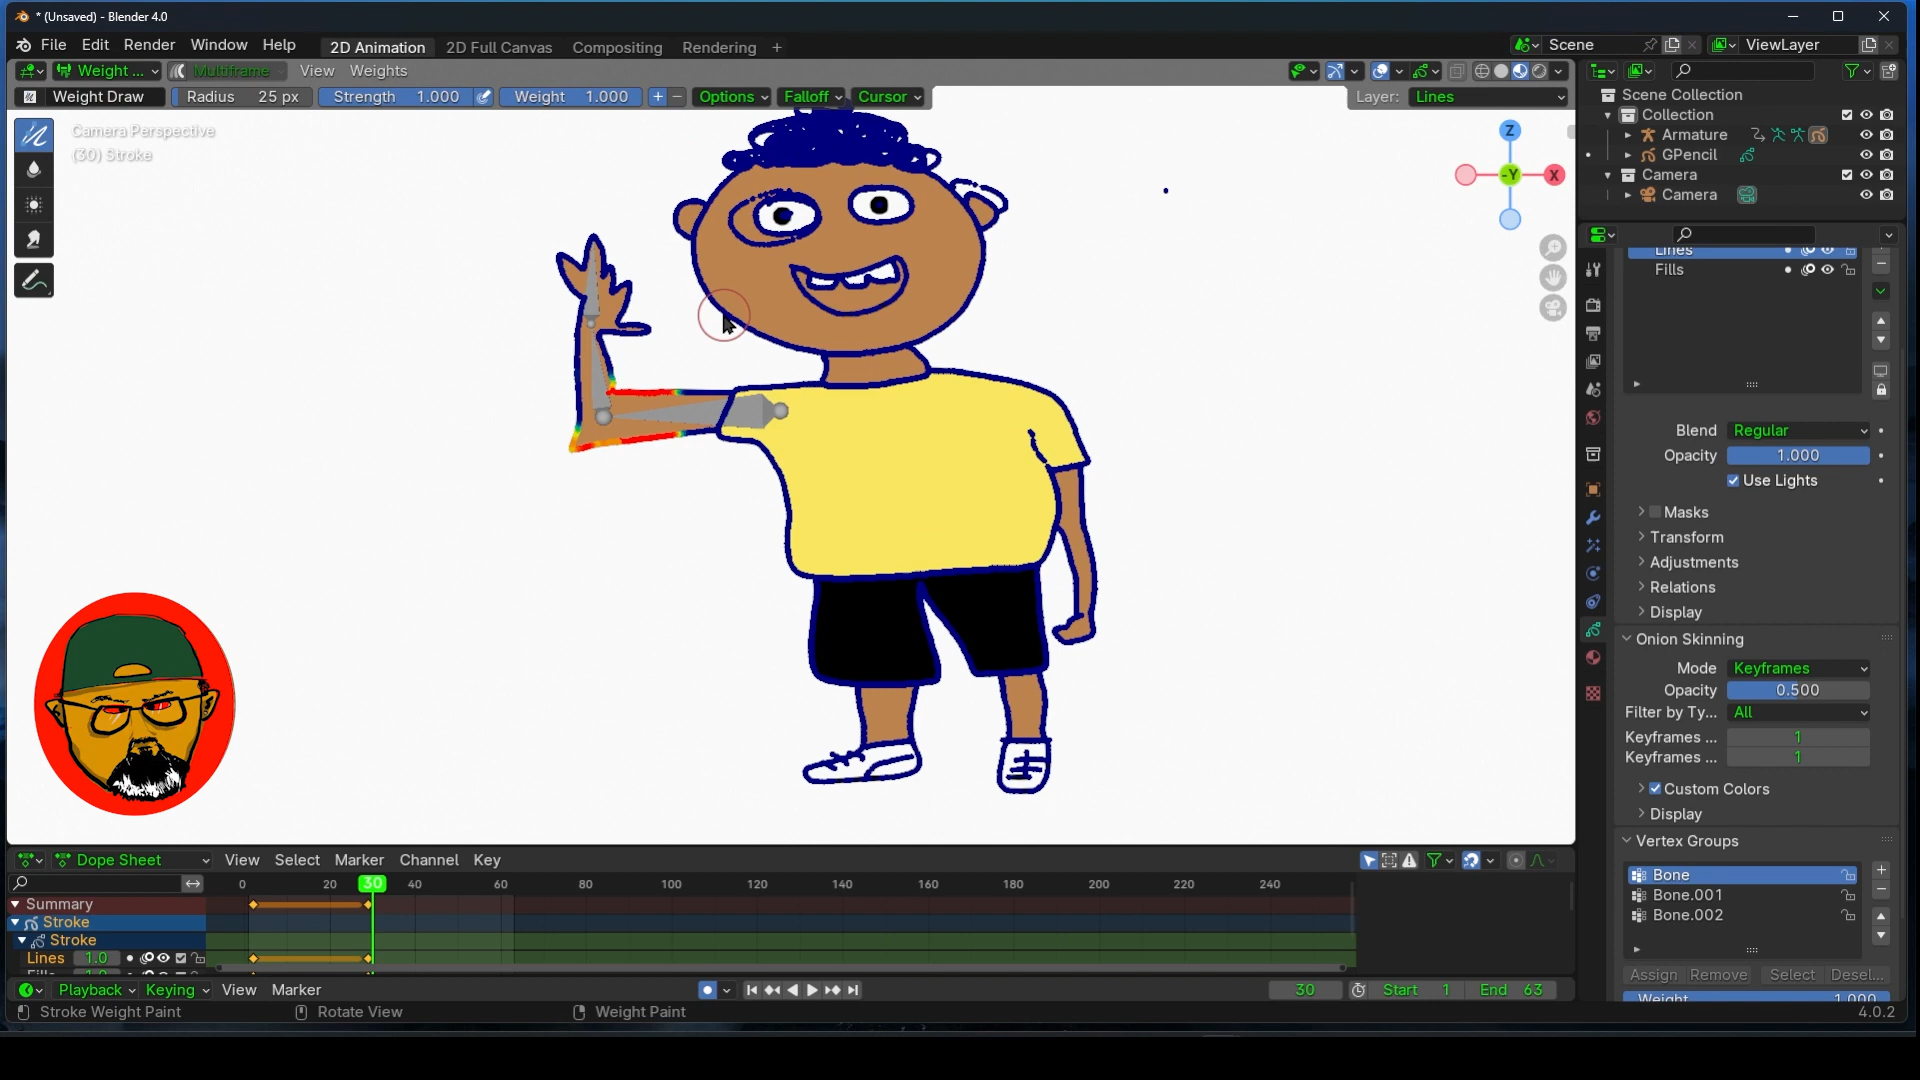 * (Unsaved) - Blender 4.0
File Edit Render Window Help 2D Animation 2D Full Canvas Compositing Rendering + Scene ViewLayer
Weight ... Multiframe View Weights
Weight Draw Radius 25 px Strength 1.000 Weight 1.000 + − Options Falloff Cursor Layer: Lines
Camera Perspective
(30) Stroke
Z
-Y X
Scene Collection
Collection
Armature
GPencil
Camera
Camera
Lines
Fills
Blend Regular
Opacity 1.000
Use Lights
Masks
Transform
Adjustments
Relations
Display
Onion Skinning
Mode Keyframes
Opacity 0.500
Filter by Ty... All
Keyframes ... 1
Keyframes ... 1
Custom Colors
Display
Vertex Groups
Bone
Bone.001
Bone.002
Assign Remove Select Desel...
Weight 1.000
Dope Sheet View Select Marker Channel Key
0 20 30 40 60 80 100 120 140 160 180 200 220 240
Summary
Stroke
Stroke
Lines 1.0
Fills 1.0
Playback Keying View Marker 30 Start 1 End 63
Stroke Weight Paint Rotate View Weight Paint 4.0.2